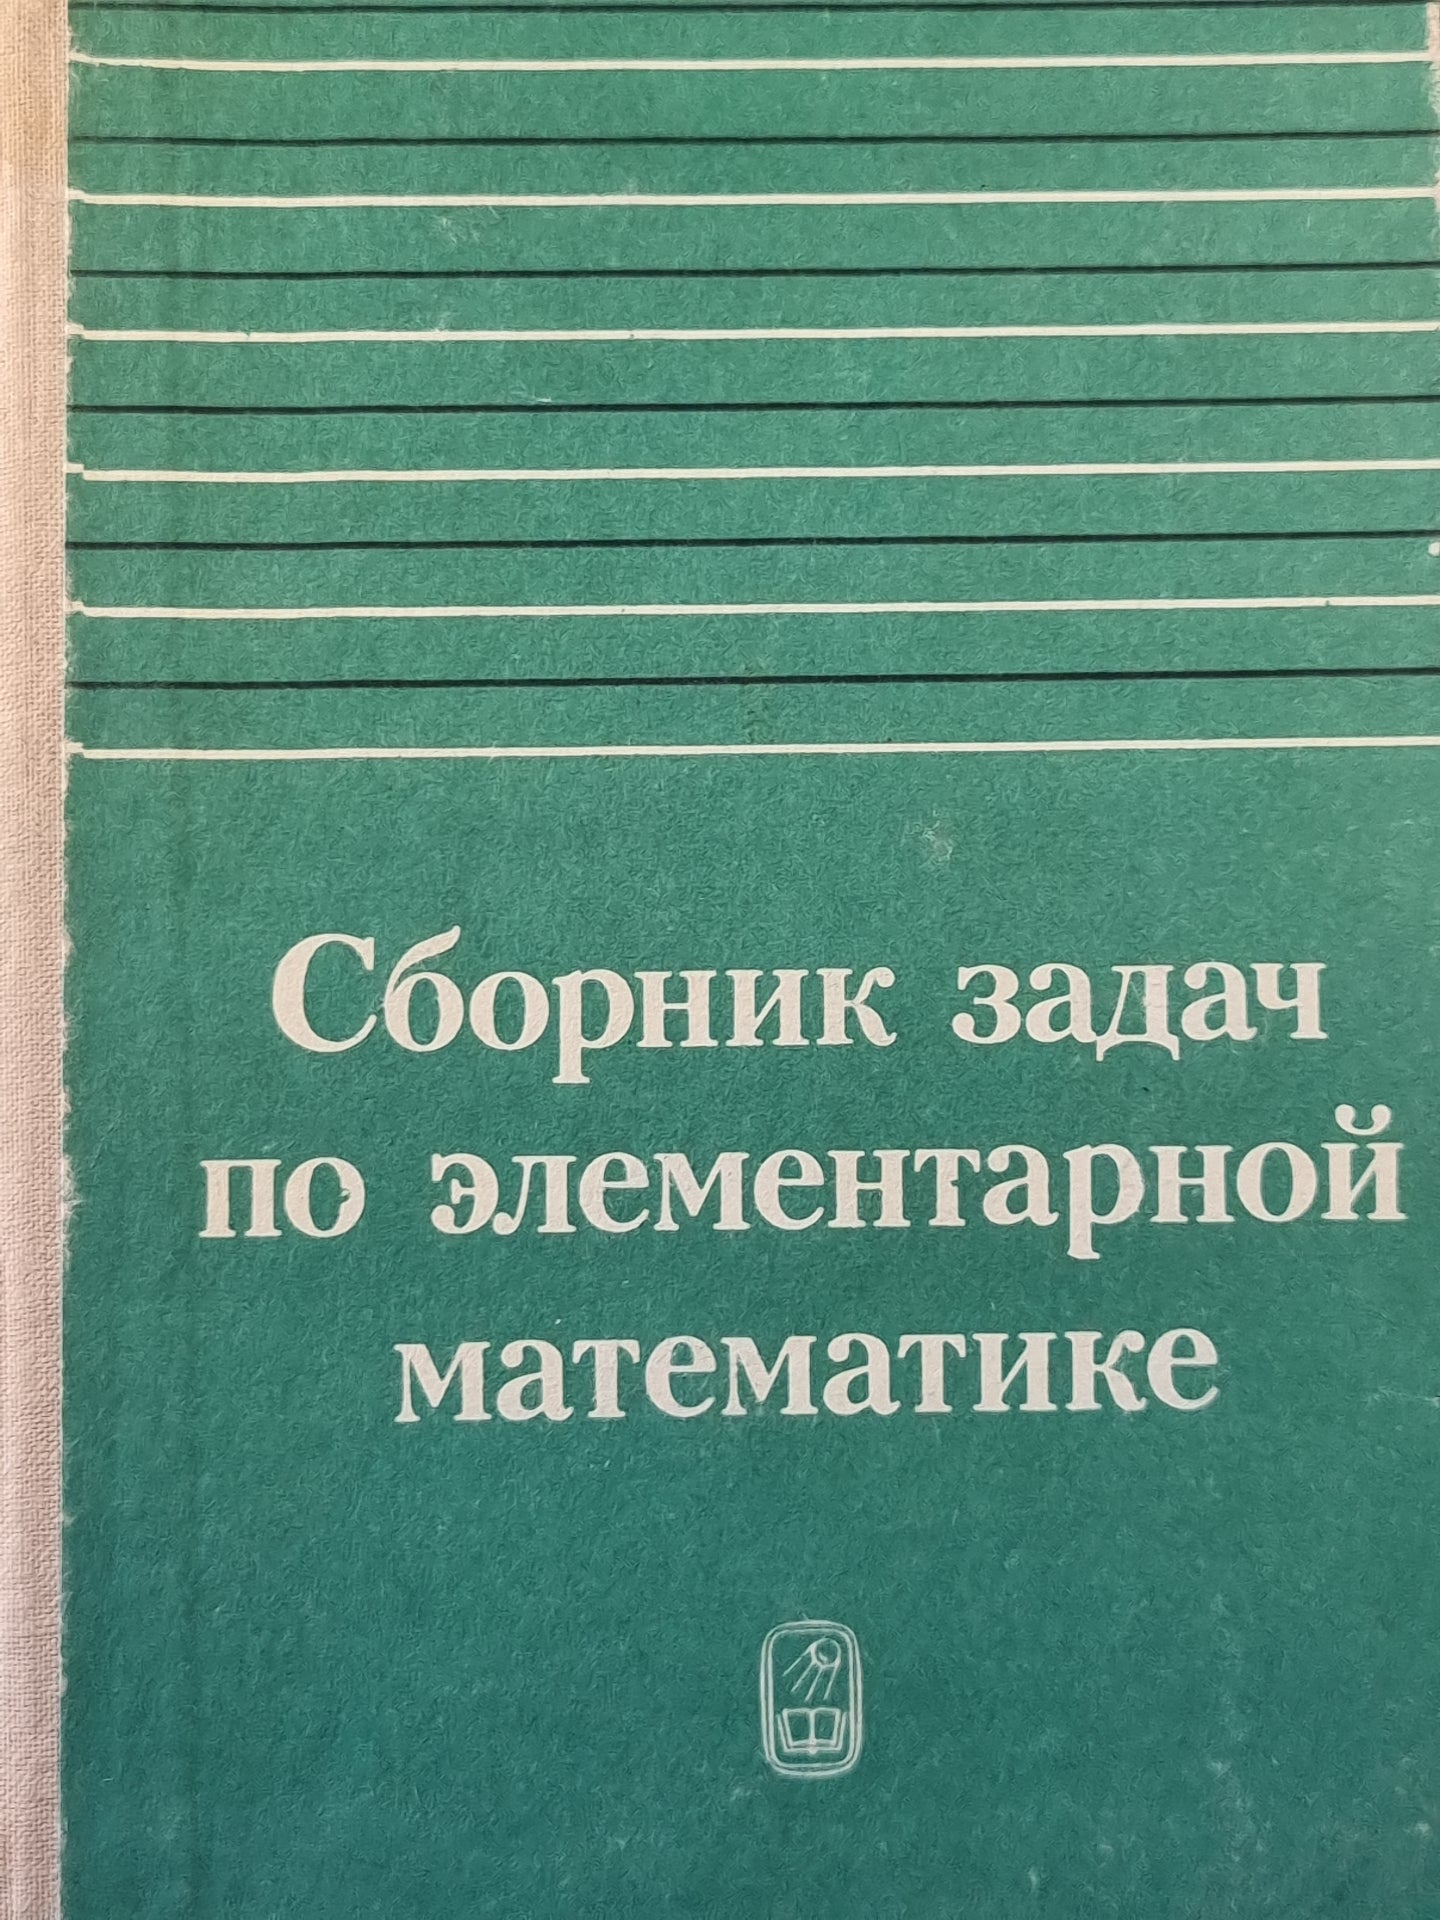 Сборник задач
по элементарной
математике